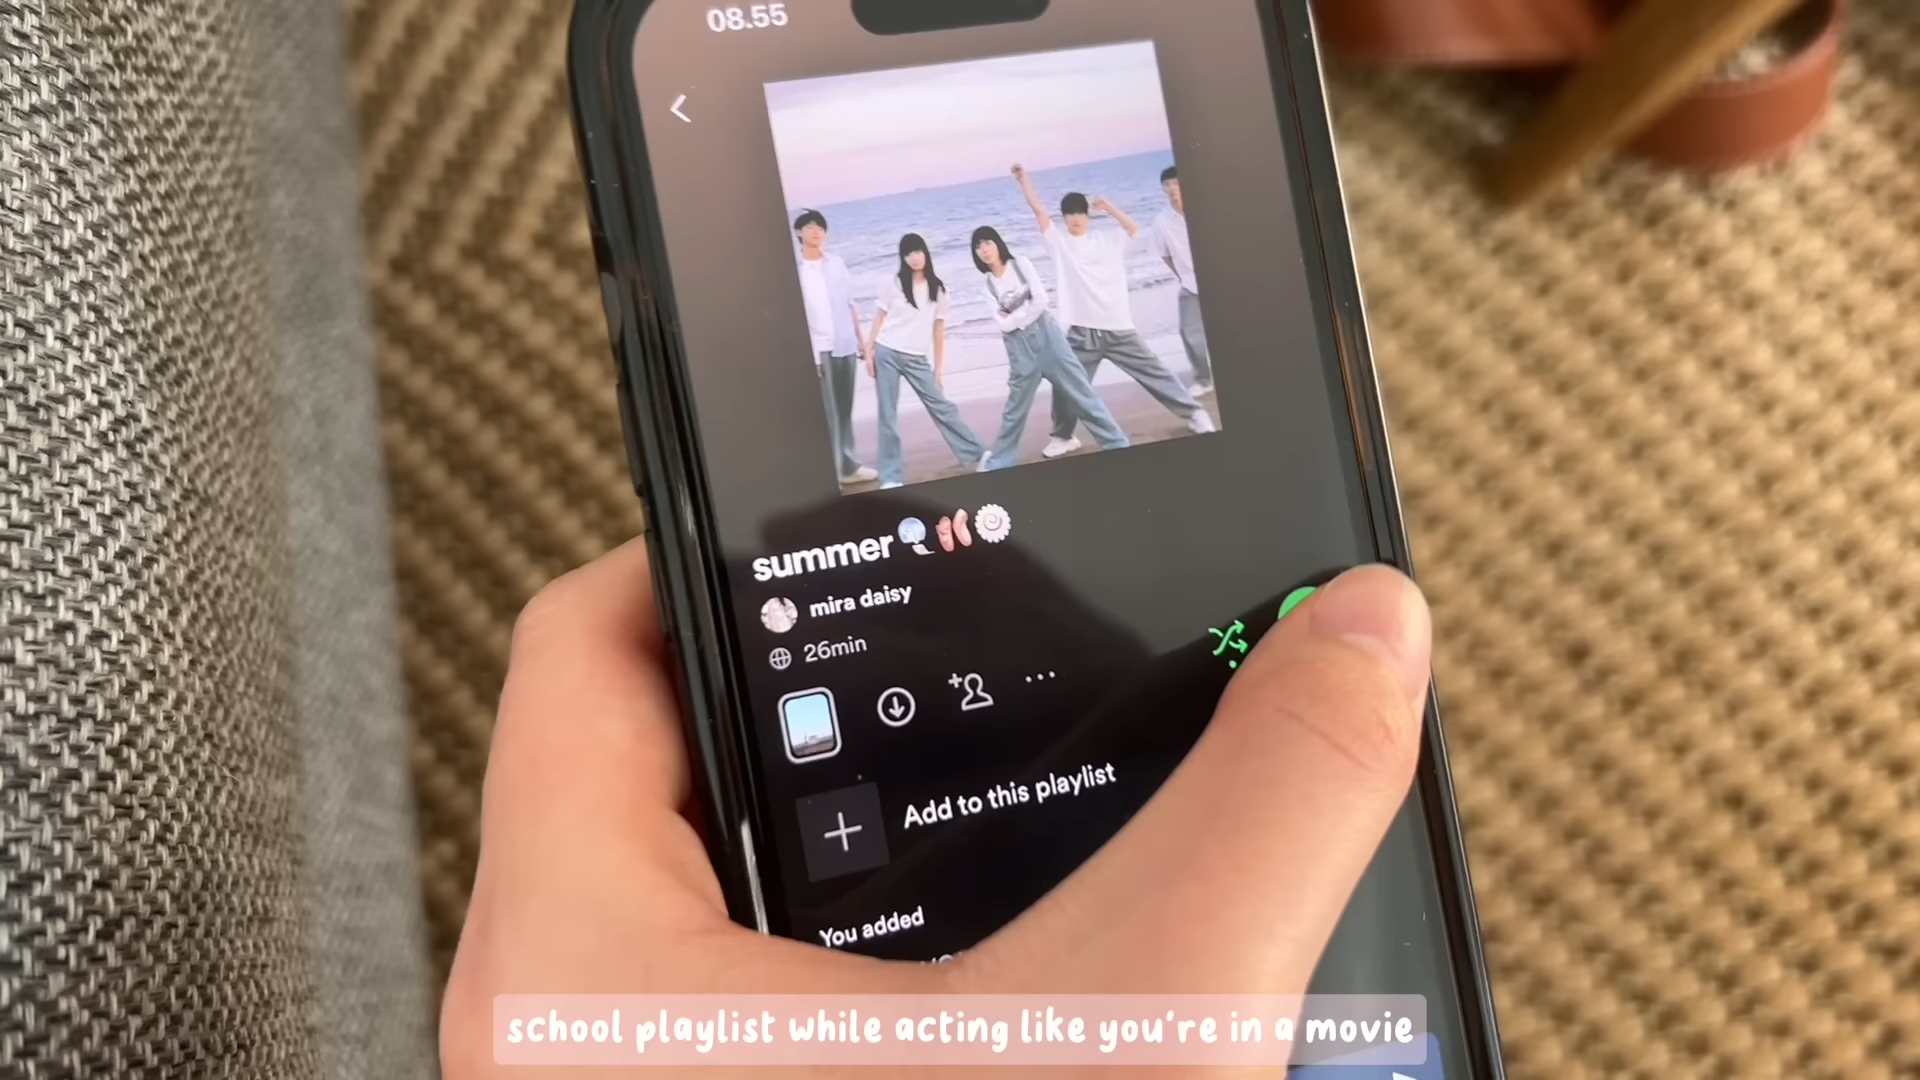 08.55
summer
mira daisy
26min
Add to this playlist
You added
school playlist while acting like you're in a movie